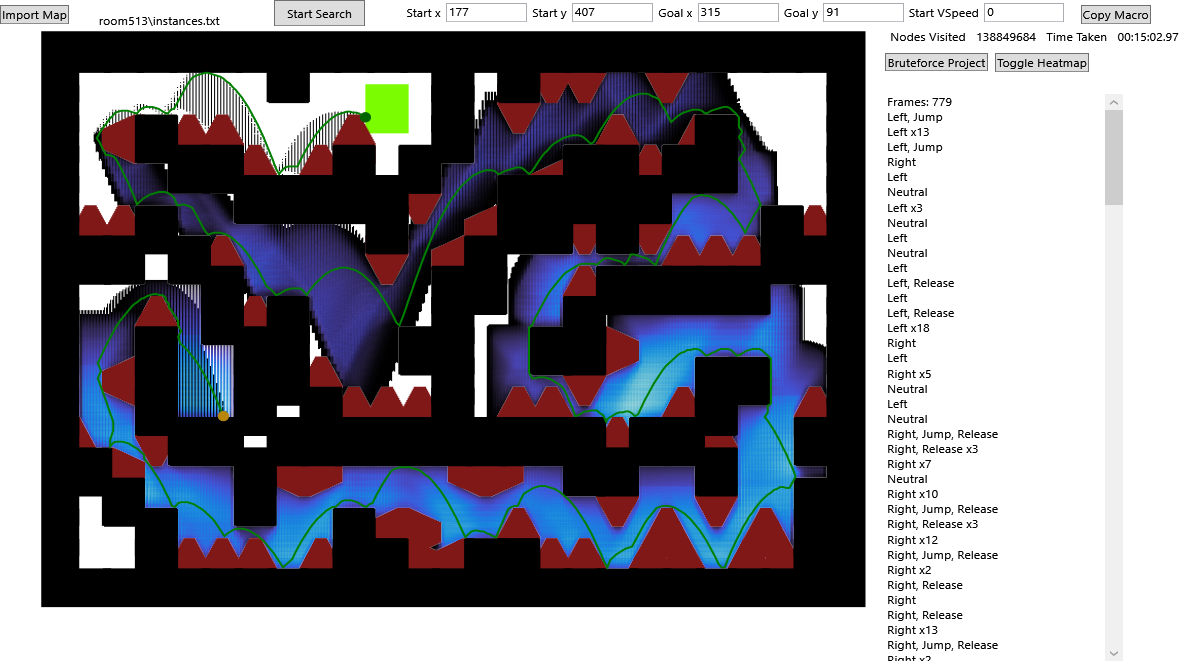 Import Map
room513\instances.txt
Start Search
Start x 177 Start y 407 Goal x 315 Goal y 91 Start VSpeed 0
Copy Macro
Nodes Visited 138849684 Time Taken 00:15:02.97
Bruteforce Project Toggle Heatmap
Frames: 779
Left, Jump
Left x13
Left, Jump
Right
Left
Neutral
Left x3
Neutral
Left
Neutral
Left
Left, Release
Left
Left, Release
Left x18
Right
Left
Right x5
Neutral
Left
Neutral
Right, Jump, Release
Right, Release x3
Right x7
Neutral
Right x10
Right, Jump, Release
Right, Release x3
Right x12
Right, Jump, Release
Right x2
Right, Release
Right
Right, Release
Right x13
Right, Jump, Release
Right x2